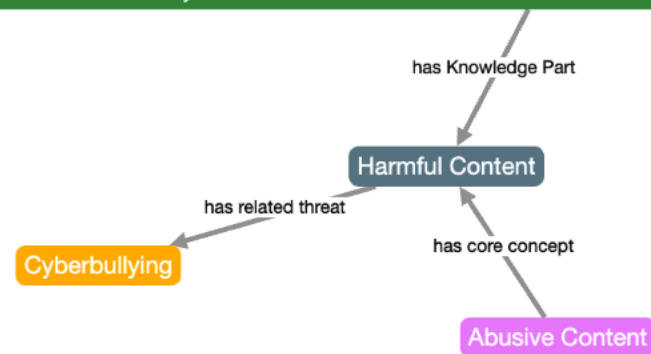 has Knowledge Part
Harmful Content
has related threat
has core concept
Cyberbullying
Abusive Content